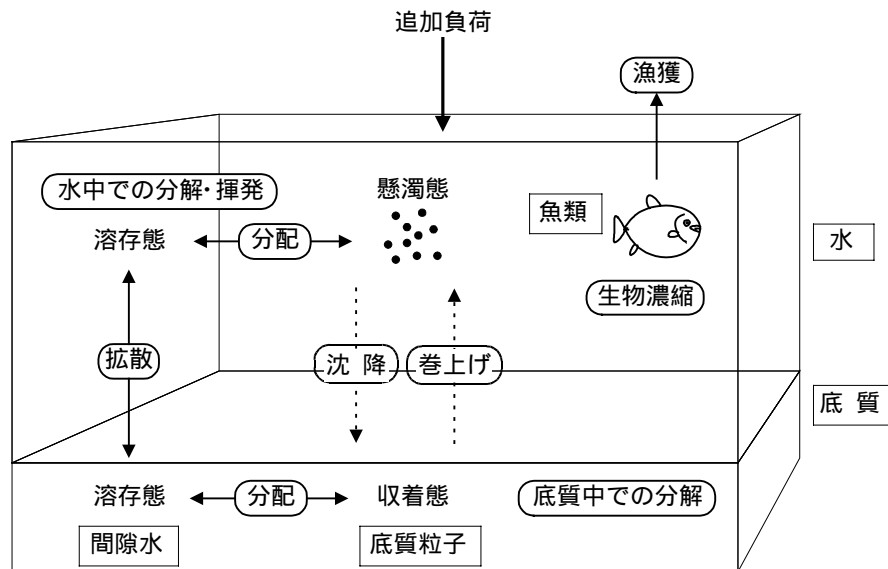 追加負荷
漁獲
水中での分解・揮発
懸濁態
魚類
溶存態
分配
水
生物濃縮
拡散
沈 降
巻上げ
底 質
溶存態
分配
収着態
底質中での分解
間隙水
底質粒子